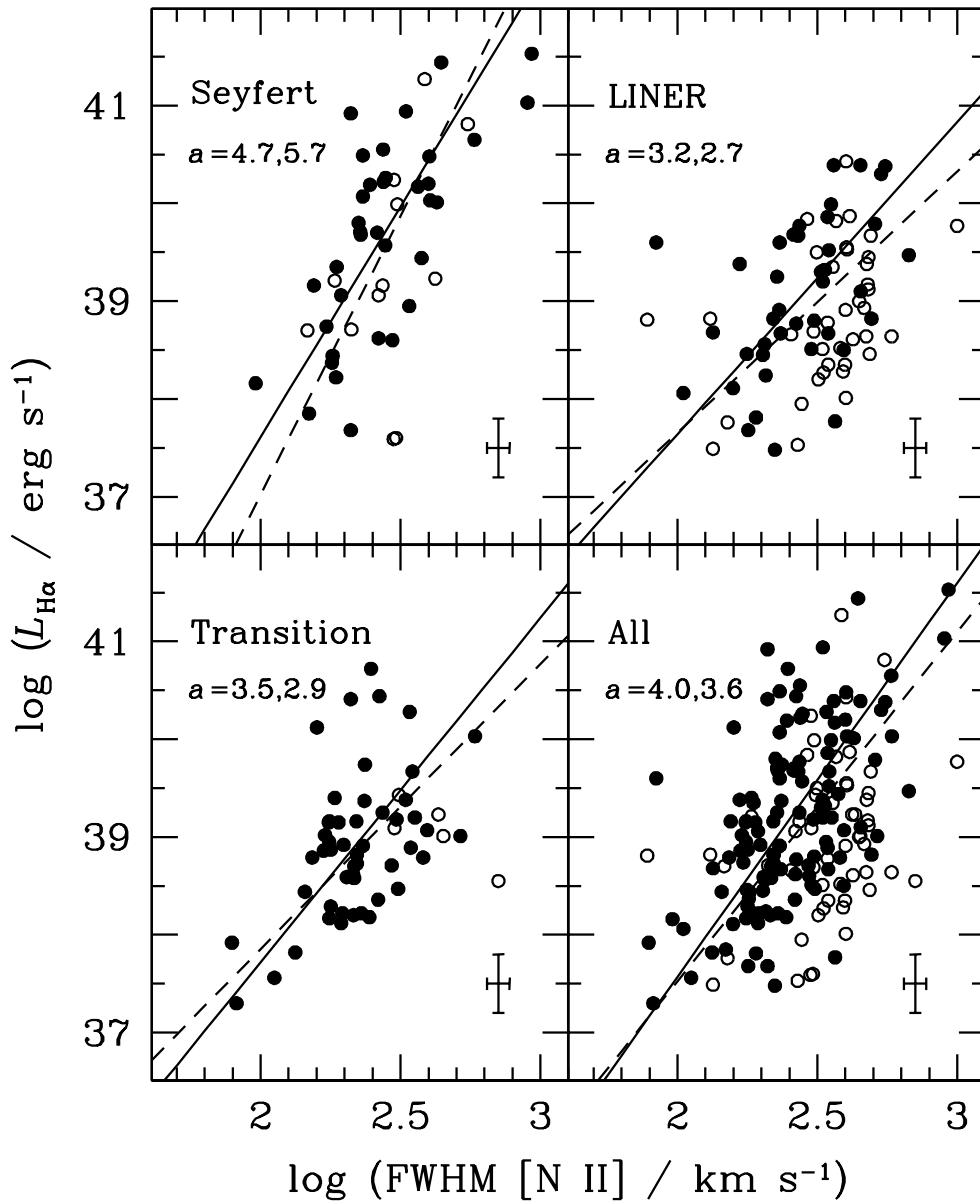 Seyfert
a=4.7,5.7
LINER
a=3.2,2.7
41
39
37
Transition
a=3.5,2.9
All
a=4.0,3.6
41
39
37
2 2.5 3 2 2.5 3
log (FWHM [N II] / km s⁻¹)
log (L_Hα / erg s⁻¹)